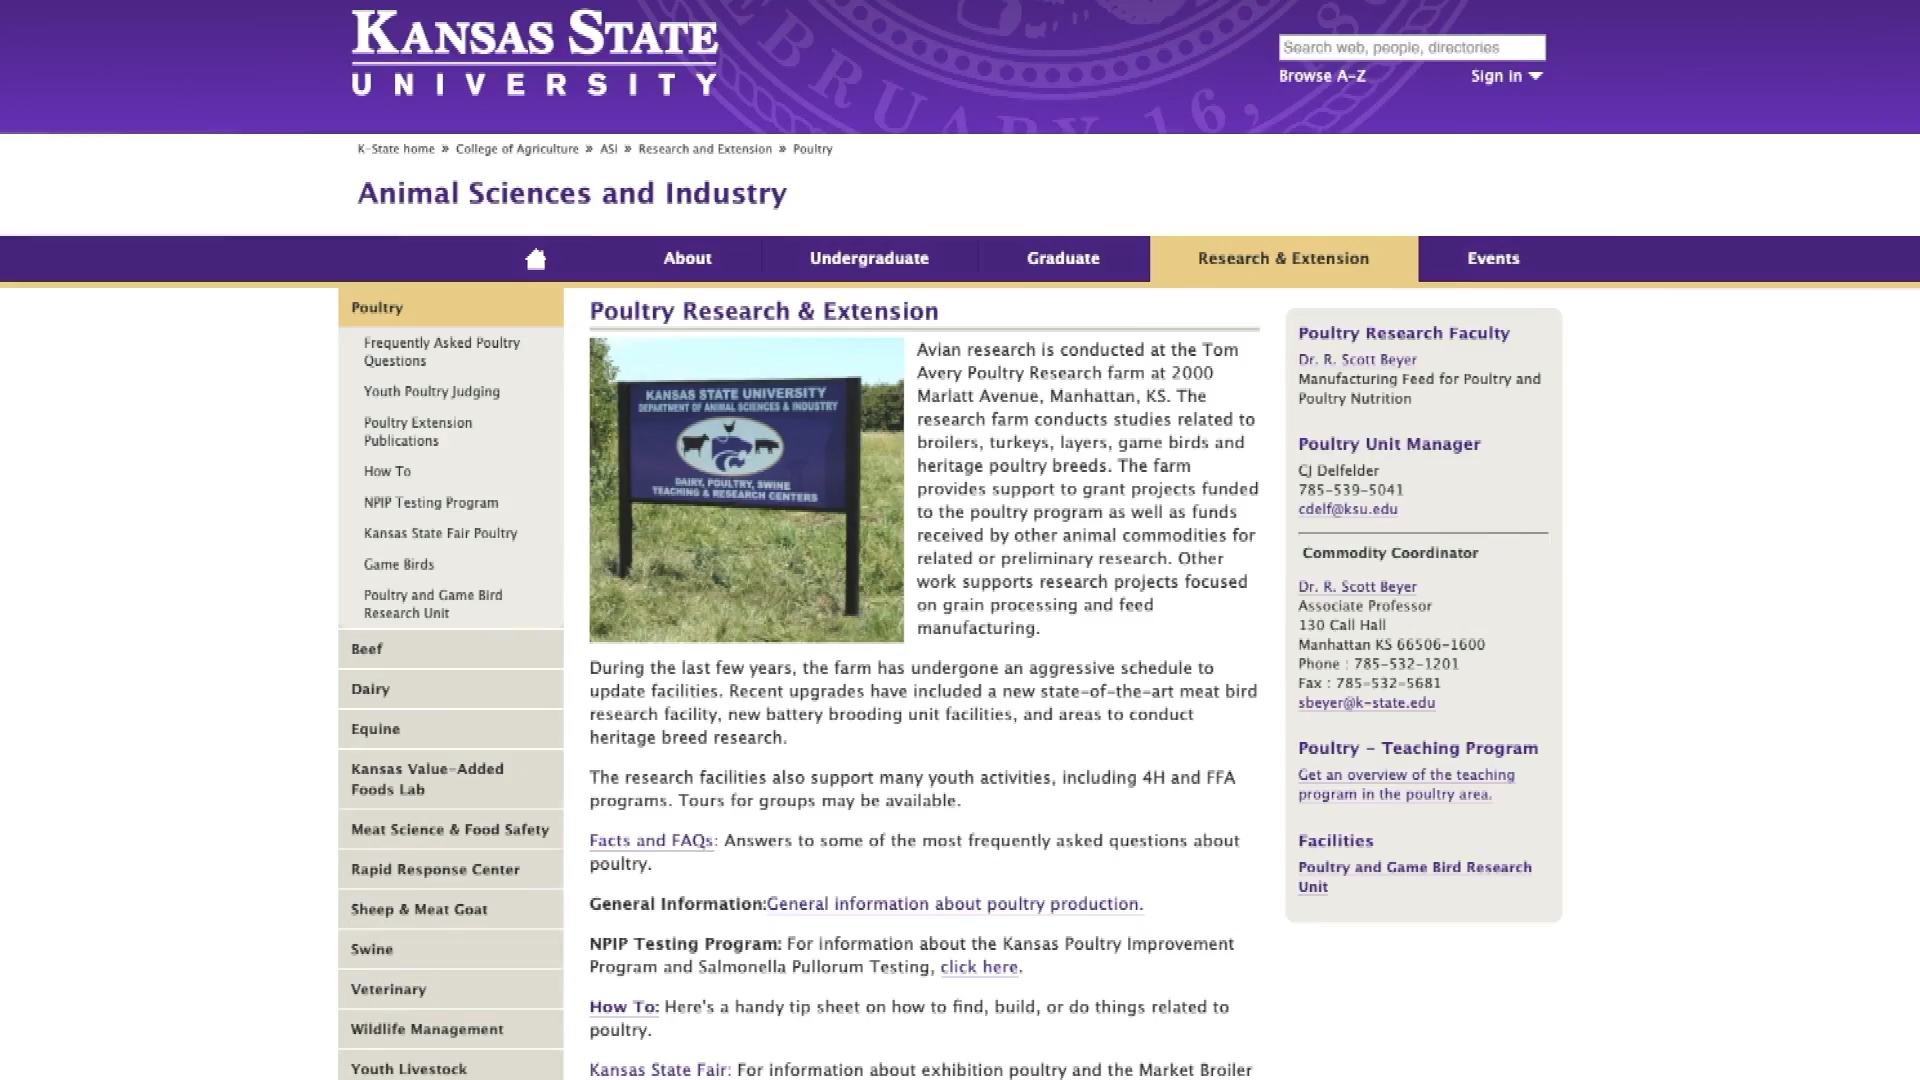 KANSAS STATE
UNIVERSITY
FEBRUARY 16, 18
Search web, people, directories
Browse A-Z
Sign in
K-State home » College of Agriculture » ASI » Research and Extension » Poultry
Animal Sciences and Industry
About
Undergraduate
Graduate
Research & Extension
Events
Poultry
Frequently Asked Poultry
Questions
Youth Poultry Judging
Poultry Extension
Publications
How To
NPIP Testing Program
Kansas State Fair Poultry
Game Birds
Poultry and Game Bird
Research Unit
Beef
Dairy
Equine
Kansas Value-Added
Foods Lab
Meat Science & Food Safety
Rapid Response Center
Sheep & Meat Goat
Swine
Veterinary
Wildlife Management
Youth Livestock
Poultry Research & Extension
KANSAS STATE UNIVERSITY
DEPARTMENT OF ANIMAL SCIENCES & INDUSTRY
DAIRY, POULTRY, SWINE
TEACHING & RESEARCH CENTERS
Avian research is conducted at the Tom
Avery Poultry Research farm at 2000
Marlatt Avenue, Manhattan, KS. The
research farm conducts studies related to
broilers, turkeys, layers, game birds and
heritage poultry breeds. The farm
provides support to grant projects funded
to the poultry program as well as funds
received by other animal commodities for
related or preliminary research. Other
work supports research projects focused
on grain processing and feed
manufacturing.
During the last few years, the farm has undergone an aggressive schedule to
update facilities. Recent upgrades have included a new state-of-the-art meat bird
research facility, new battery brooding unit facilities, and areas to conduct
heritage breed research.
The research facilities also support many youth activities, including 4H and FFA
programs. Tours for groups may be available.
Facts and FAQs: Answers to some of the most frequently asked questions about
poultry.
General Information:General information about poultry production.
NPIP Testing Program: For information about the Kansas Poultry Improvement
Program and Salmonella Pullorum Testing, click here.
How To: Here's a handy tip sheet on how to find, build, or do things related to
poultry.
Kansas State Fair: For information about exhibition poultry and the Market Broiler
Poultry Research Faculty
Dr. R. Scott Beyer
Manufacturing Feed for Poultry and
Poultry Nutrition
Poultry Unit Manager
CJ Delfelder
785-539-5041
cdelf@ksu.edu
Commodity Coordinator
Dr. R. Scott Beyer
Associate Professor
130 Call Hall
Manhattan KS 66506-1600
Phone : 785-532-1201
Fax : 785-532-5681
sbeyer@k-state.edu
Poultry - Teaching Program
Get an overview of the teaching
program in the poultry area.
Facilities
Poultry and Game Bird Research
Unit